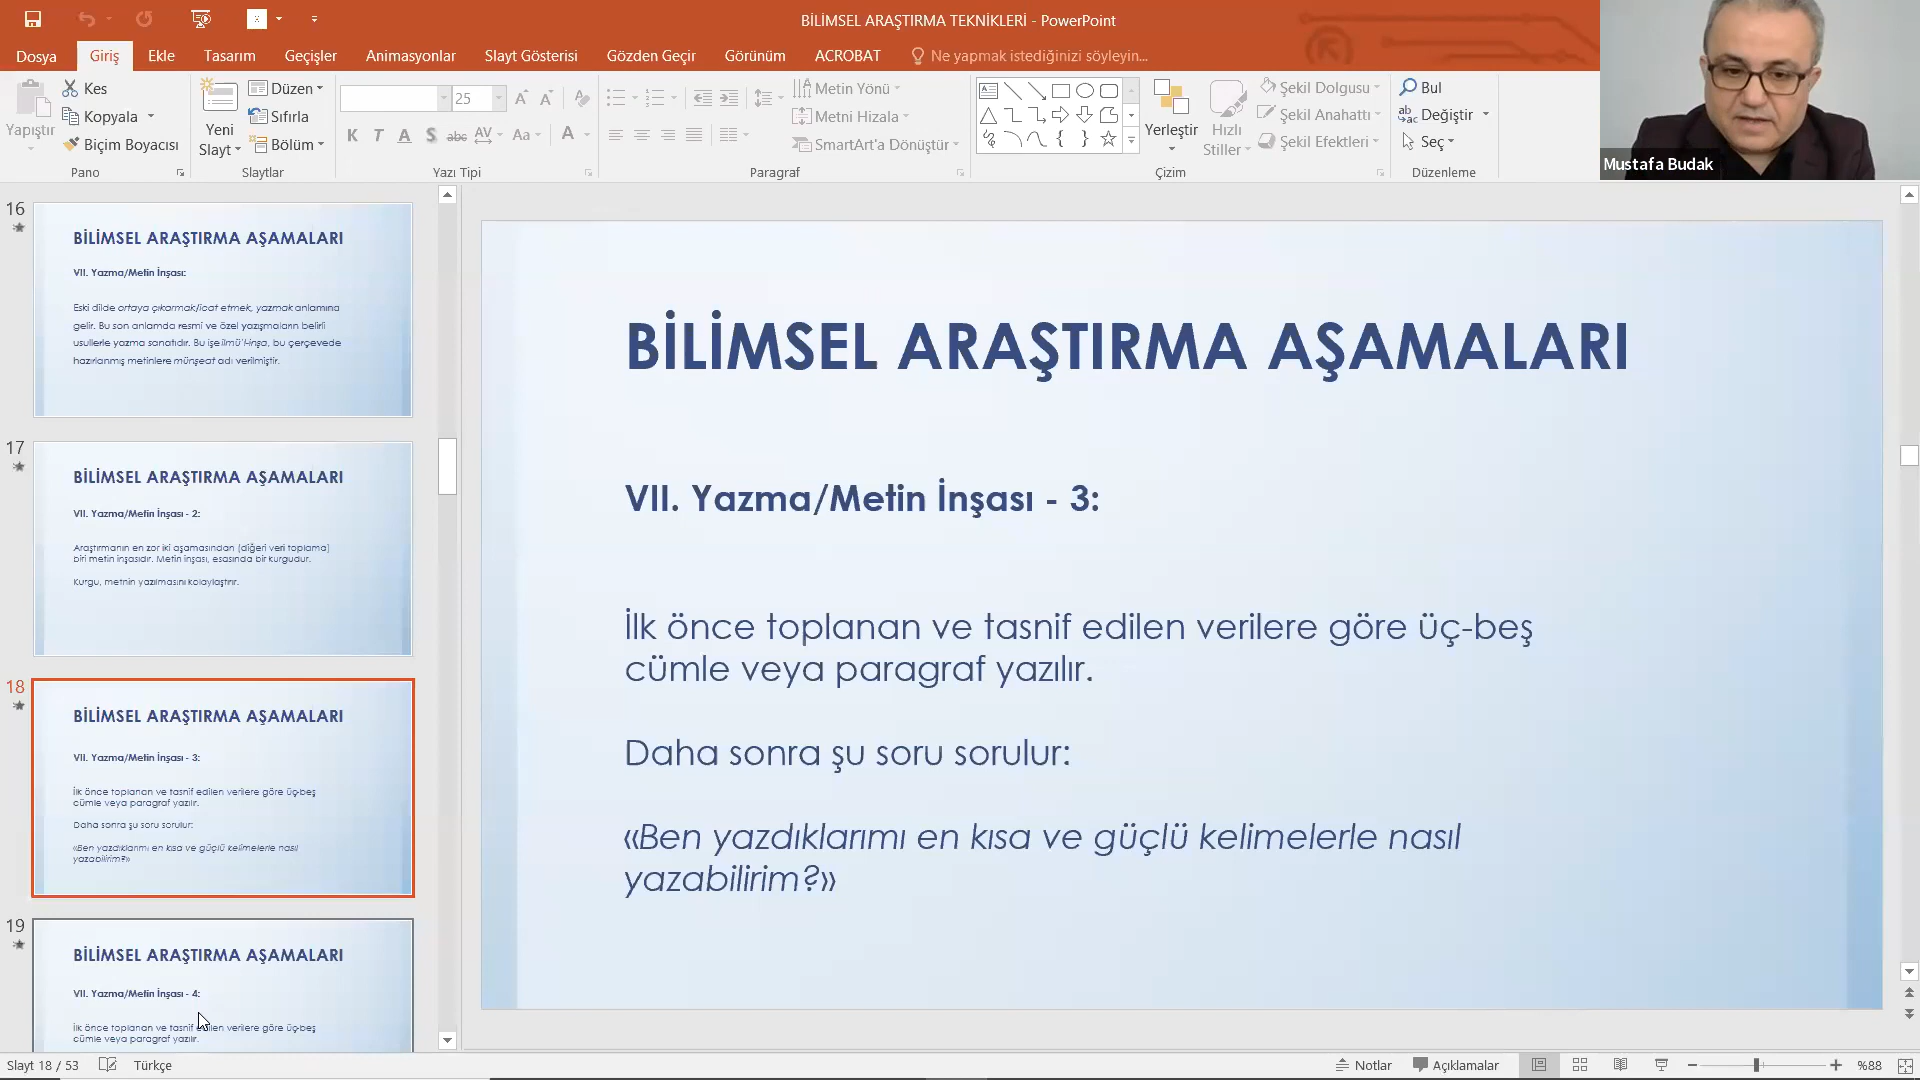 BİLİMSEL ARAŞTIRMA TEKNİKLERİ - PowerPoint
Dosya
Giriş
Ekle
Tasarım
Geçişler
Animasyonlar
Slayt Gösterisi
Gözden Geçir
Görünüm
ACROBAT
Ne yapmak istediğinizi söyleyin...
Yapıştır
Kes
Kopyala
Biçim Boyacısı
Pano
Yeni
Slayt
Düzen
Sıfırla
Bölüm
Slaytlar
25
K T A S abc AV Aa A
Yazı Tipi
Metin Yönü
Metni Hizala
SmartArt'a Dönüştür
Paragraf
Yerleştir
Hızlı
Stiller
Şekil Dolgusu
Şekil Anahattı
Şekil Efektleri
Çizim
Bul
Değiştir
Seç
Düzenleme
Mustafa Budak
16
BİLİMSEL ARAŞTIRMA AŞAMALARI
VII. Yazma/Metin İnşası:
Eski dilde ortaya çıkarmak/icat etmek, yazmak anlamına
gelir. Bu son anlamda resmi ve özel yazışmaların belirli
usullerle yazma sanatıdır. Bu işe ilmü'l-inşa, bu çerçevede
hazırlanmış metinlere münşeat adı verilmiştir.
17
BİLİMSEL ARAŞTIRMA AŞAMALARI
VII. Yazma/Metin İnşası - 2:
Araştırmanın en zor iki aşamasından (diğeri veri toplama)
biri metin inşasıdır. Metin inşası, esasında bir kurgudur.
Kurgu, metnin yazılmasını kolaylaştırır.
18
BİLİMSEL ARAŞTIRMA AŞAMALARI
VII. Yazma/Metin İnşası - 3:
İlk önce toplanan ve tasnif edilen verilere göre üç-beş
cümle veya paragraf yazılır.
Daha sonra şu soru sorulur:
«Ben yazdıklarımı en kısa ve güçlü kelimelerle nasıl
yazabilirim?»
19
BİLİMSEL ARAŞTIRMA AŞAMALARI
VII. Yazma/Metin İnşası - 4:
İlk önce toplanan ve tasnif edilen verilere göre üç-beş
cümle veya paragraf yazılır.
BİLİMSEL ARAŞTIRMA AŞAMALARI
VII. Yazma/Metin İnşası - 3:
İlk önce toplanan ve tasnif edilen verilere göre üç-beş
cümle veya paragraf yazılır.
Daha sonra şu soru sorulur:
«Ben yazdıklarımı en kısa ve güçlü kelimelerle nasıl
yazabilirim?»
Slayt 18 / 53
Türkçe
Notlar
Açıklamalar
%88